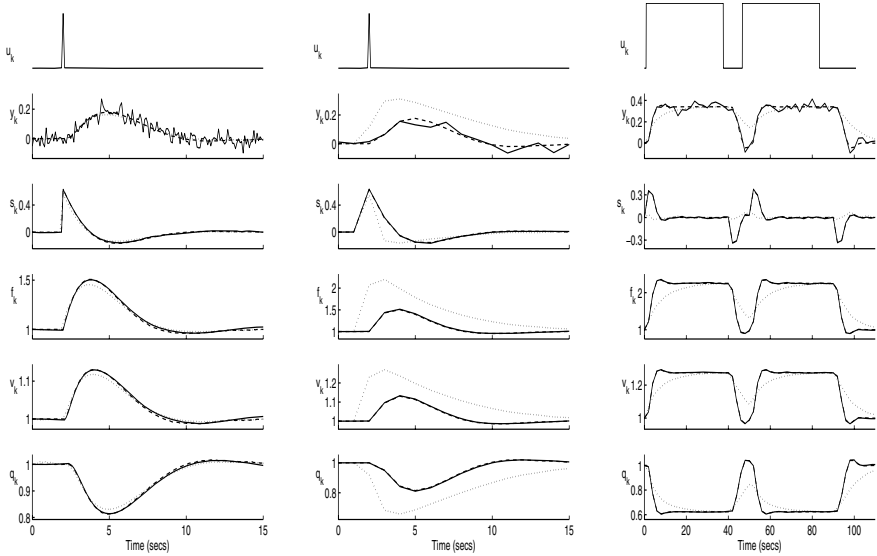 u_k
u_k
u_k
y_k 0.2 0
y_k 0.2 0
y_k 0.4 0.2 0
s_k 0.4 0
s_k 0.4 0
s_k 0.3 0 −0.3
f_k 1.5 1
f_k 2 1.5 1
f_k 2 1
v_k 1.1 1
v_k 1.2 1
v_k 1.2 1
q_k 1 0.9 0.8
q_k 1 0.8
q_k 1 0.8 0.6
0 5 10 15
0 5 10 15
0 20 40 60 80 100
Time (secs)
Time (secs)
Time (secs)